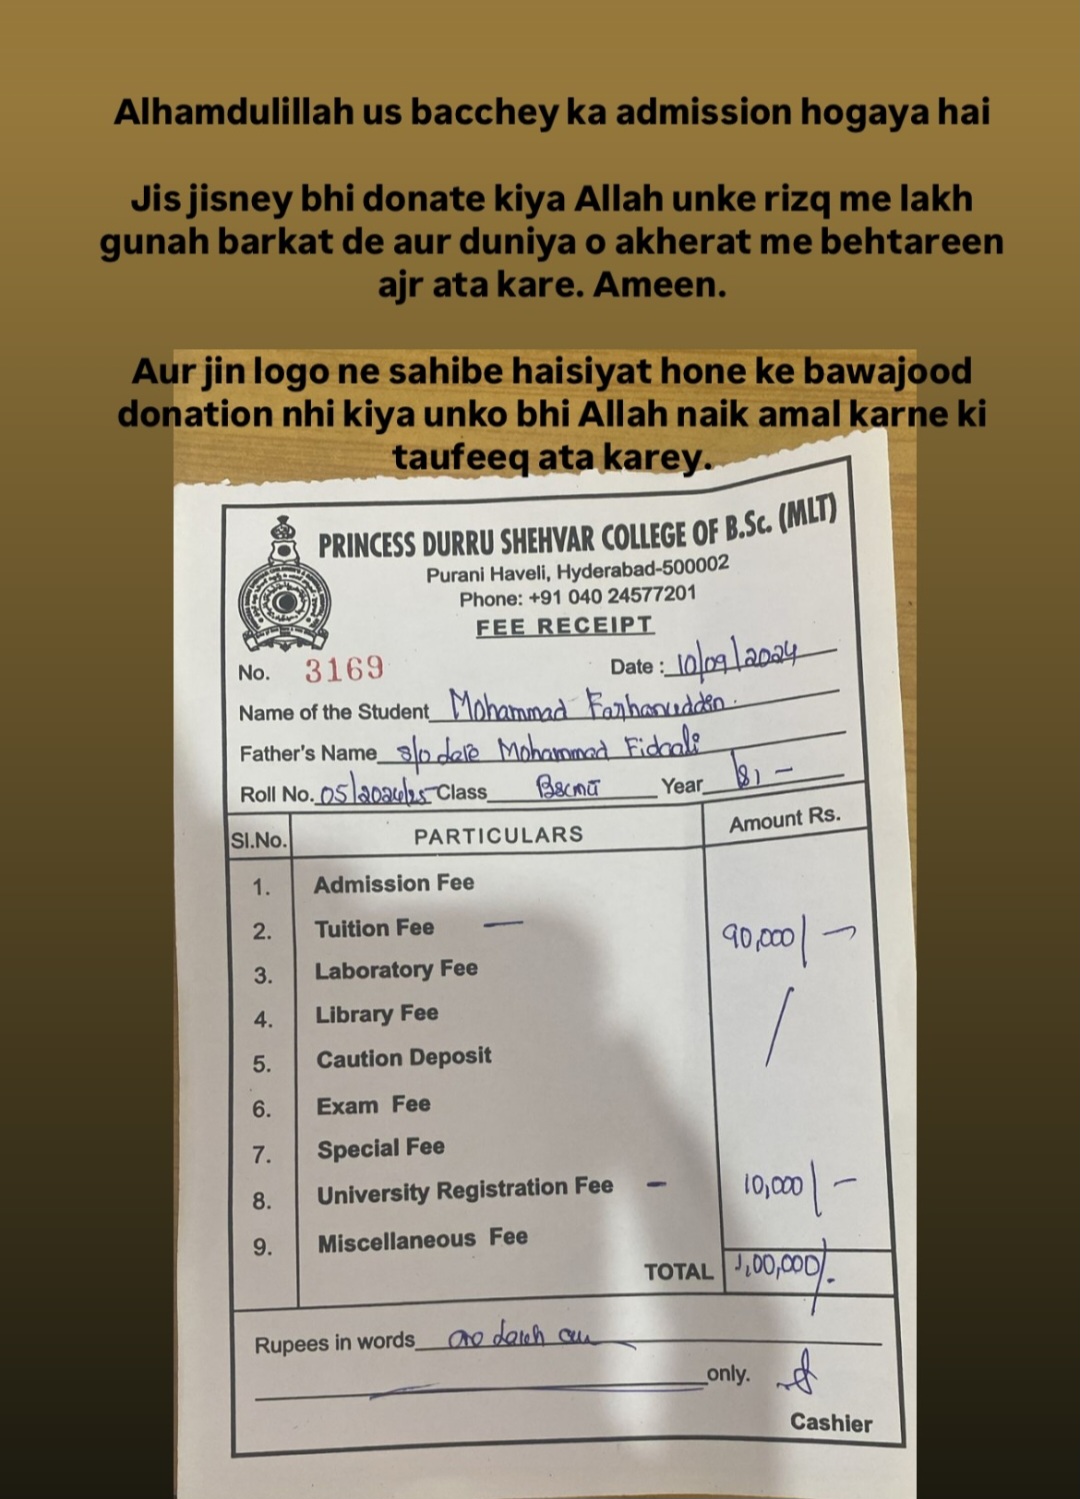 Alhamdulillah us bacchey ka admission hogaya hai
Jis jisney bhi donate kiya Allah unke rizq me lakh
gunah barkat de aur duniya o akherat me behtareen
ajr ata kare. Ameen.
Aur jin logo ne sahibe haisiyat hone ke bawajood
donation nhi kiya unko bhi Allah naik amal karne ki
taufeeq ata karey.
PRINCESS DURRU SHEHVAR COLLEGE OF B.Sc. (MLT)
Purani Haveli, Hyderabad-500002
Phone: +91 040 24577201
FEE RECEIPT
No. 3169 Date : 10/09/2024
Name of the Student Mohammad Farhanuddin.
Father's Name s/o late Mohammad
Roll No. 05/2024/25 Class Year
Sl.No. PARTICULARS Amount Rs.
1. Admission Fee
2. Tuition Fee — 90,000/-
3. Laboratory Fee
4. Library Fee
5. Caution Deposit
6. Exam Fee
7. Special Fee
8. University Registration Fee - 10,000/-
9. Miscellaneous Fee
TOTAL 1,00,000/-
Rupees in words one lakh
only.
Cashier